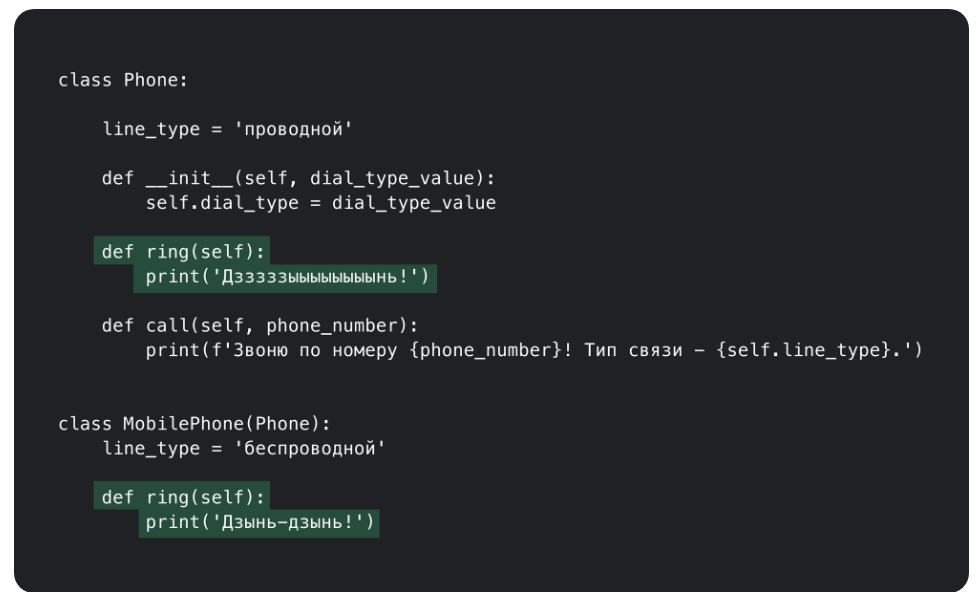 class Phone:
    line_type = 'проводной'
    def __init__(self, dial_type_value):
        self.dial_type = dial_type_value
    def ring(self):
        print('Дзззззыыыыыыыынь!')
    def call(self, phone_number):
        print(f'Звоню по номеру {phone_number}! Тип связи – {self.line_type}.')
class MobilePhone(Phone):
    line_type = 'беспроводной'
    def ring(self):
        print('Дзынь–дзынь!')